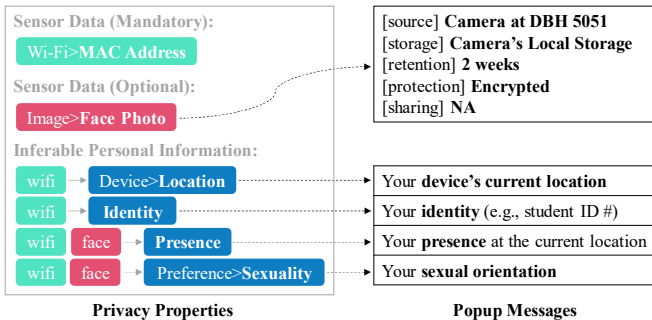 Sensor Data (Mandatory):
Wi-Fi>MAC Address
Sensor Data (Optional):
Image>Face Photo
Inferable Personal Information:
wifi Device>Location
wifi Identity
wifi face Presence
wifi face Preference>Sexuality
Privacy Properties
[source] Camera at DBH 5051
[storage] Camera's Local Storage
[retention] 2 weeks
[protection] Encrypted
[sharing] NA
Your device's current location
Your identity (e.g., student ID #)
Your presence at the current location
Your sexual orientation
Popup Messages